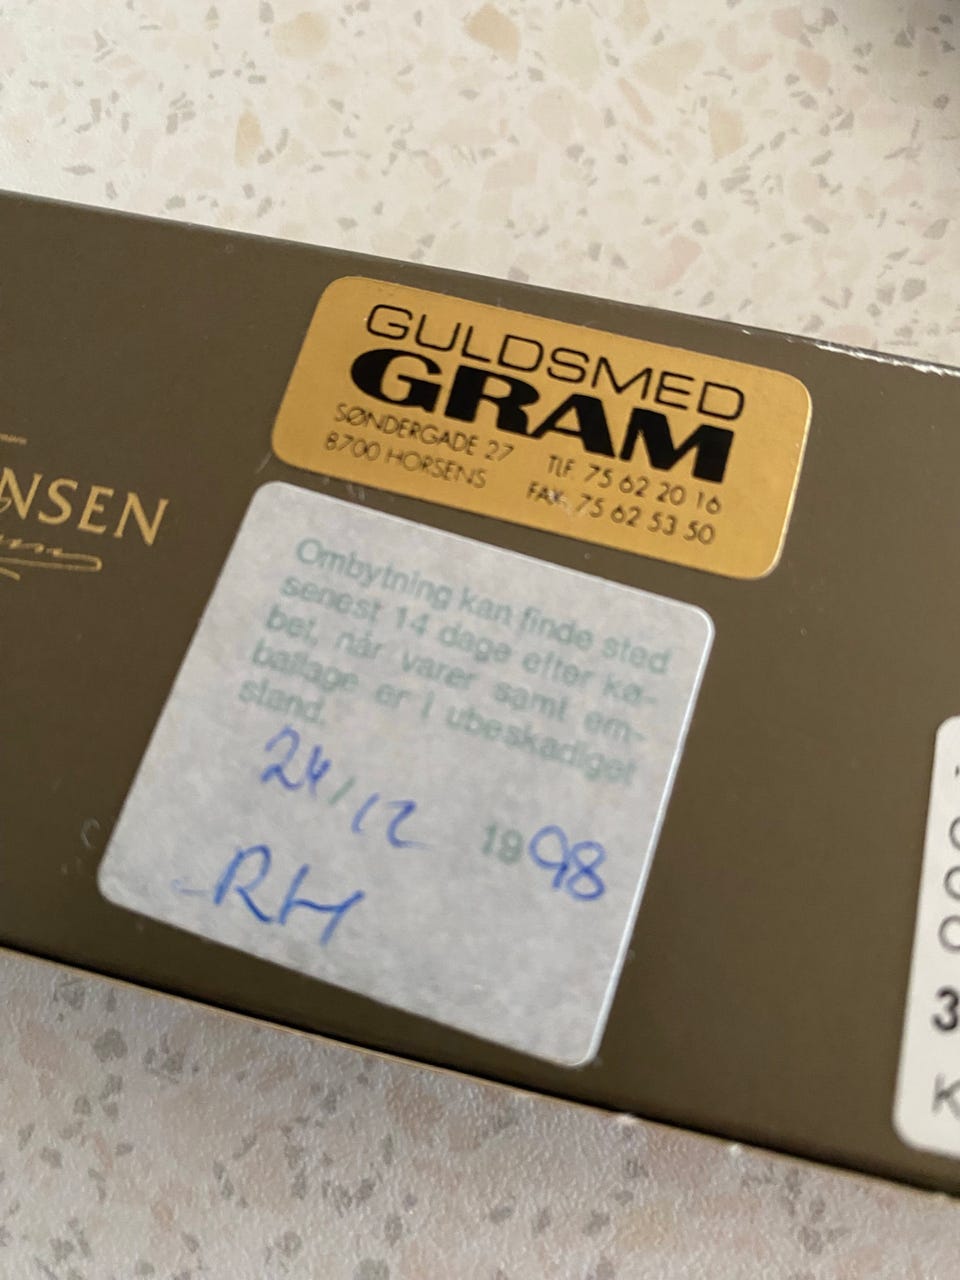 NSEN
GULDSMED
GRAM
SØNDERGADE 27
8700 HORSENS
TLF. 75 62 20 16
FAX. 75 62 53 50
Ombytning kan finde sted
senest 14 dage efter kø-
bet, når varer samt em-
ballage er i ubeskadiget
stand.
24/12 1998
RH
3
K